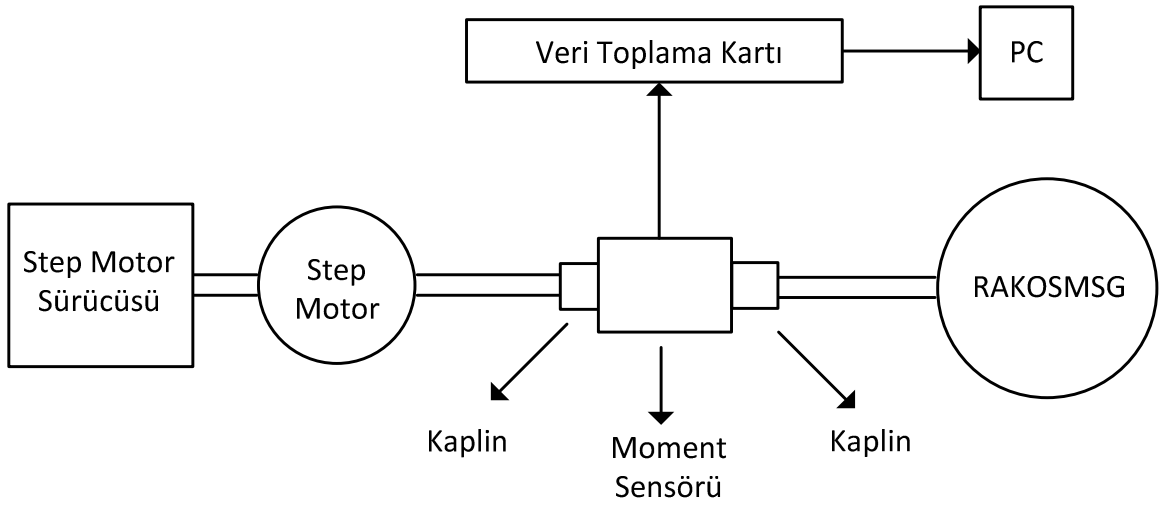 Veri Toplama Kartı
PC
Step Motor
Sürücüsü
Step
Motor
RAKOSMSG
Kaplin
Moment
Sensörü
Kaplin